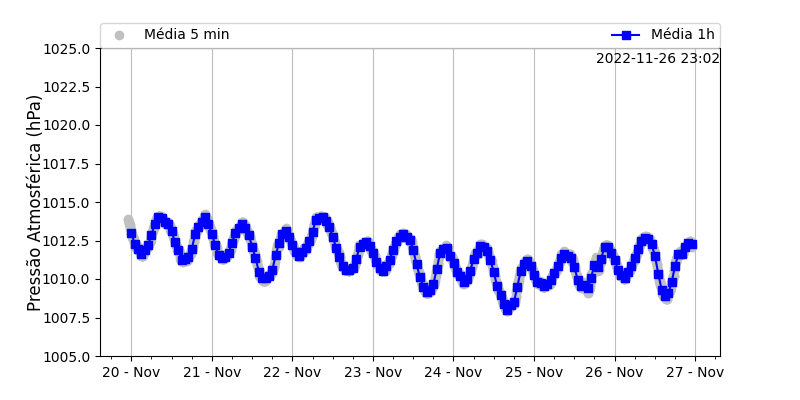 Média 5 min
Média 1h
2022-11-26 23:02
Pressão Atmosférica (hPa)
1025.0
1022.5
1020.0
1017.5
1015.0
1012.5
1010.0
1007.5
1005.0
20 - Nov
21 - Nov
22 - Nov
23 - Nov
24 - Nov
25 - Nov
26 - Nov
27 - Nov